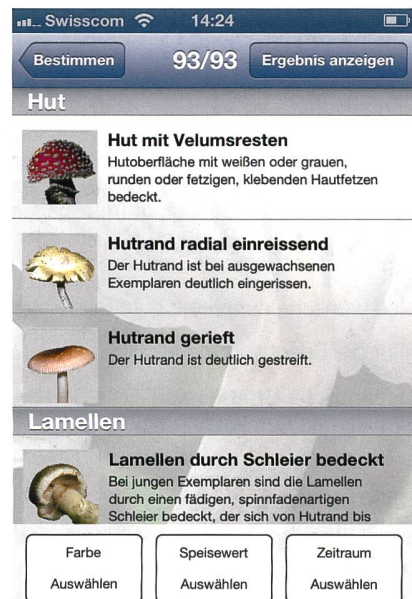 Swisscom 14:24
Bestimmen 93/93 Ergebnis anzeigen
Hut
Hut mit Velumsresten
Hutoberfläche mit weißen oder grauen,
runden oder fetzigen, klebenden Hautfetzen
bedeckt.
Hutrand radial einreissend
Der Hutrand ist bei ausgewachsenen
Exemplaren deutlich eingerissen.
Hutrand gerieft
Der Hutrand ist deutlich gestreift.
Lamellen
Lamellen durch Schleier bedeckt
Bei jungen Exemplaren sind die Lamellen
durch einen fädigen, spinnfadenartigen
Schleier bedeckt, der sich von Hutrand bis
Farbe Speisewert Zeitraum
Auswählen Auswählen Auswählen